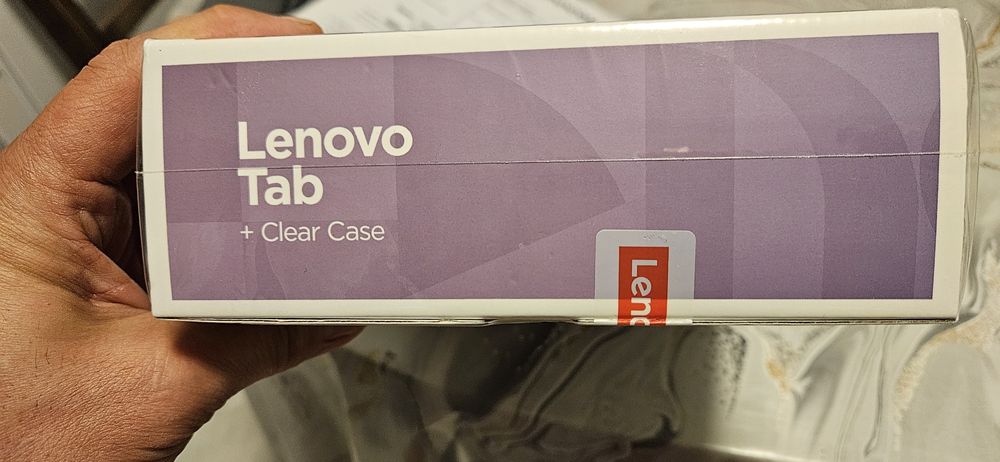 Lenovo
Tab
+ Clear Case
Leno